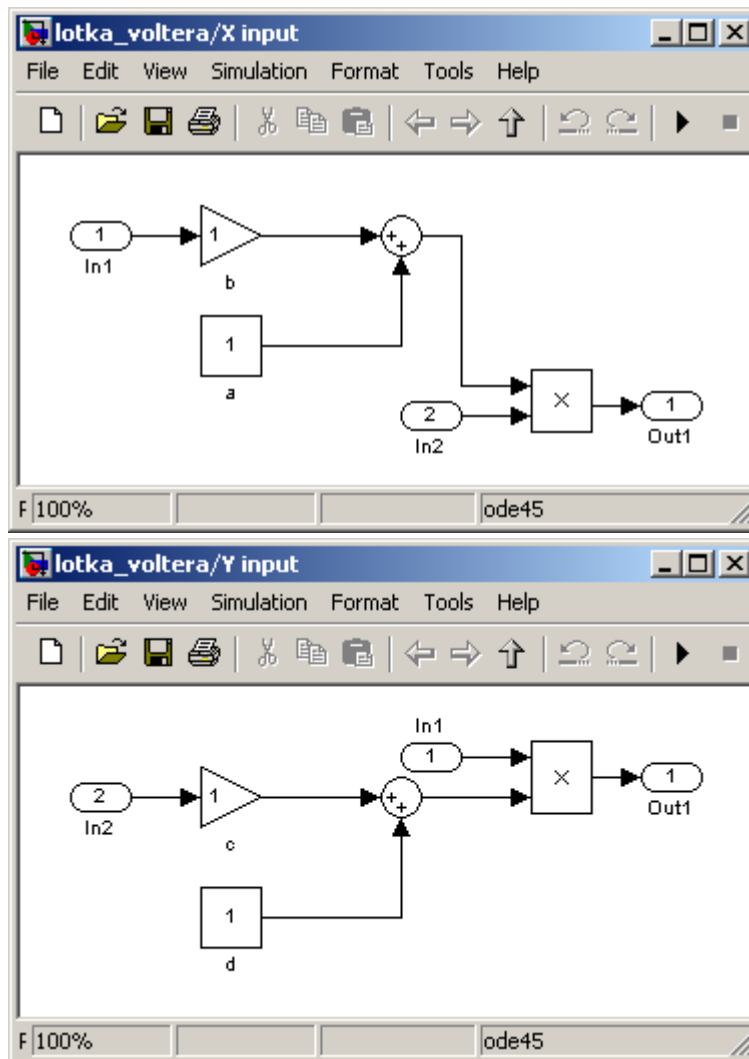 lotka_voltera/X input
File Edit View Simulation Format Tools Help
1
In1
1
b
+
+
1
a
×
2
In2
1
Out1
F 100% ode45
lotka_voltera/Y input
File Edit View Simulation Format Tools Help
In1
1
2
In2
1
c
+
+
×
1
Out1
1
d
F 100% ode45